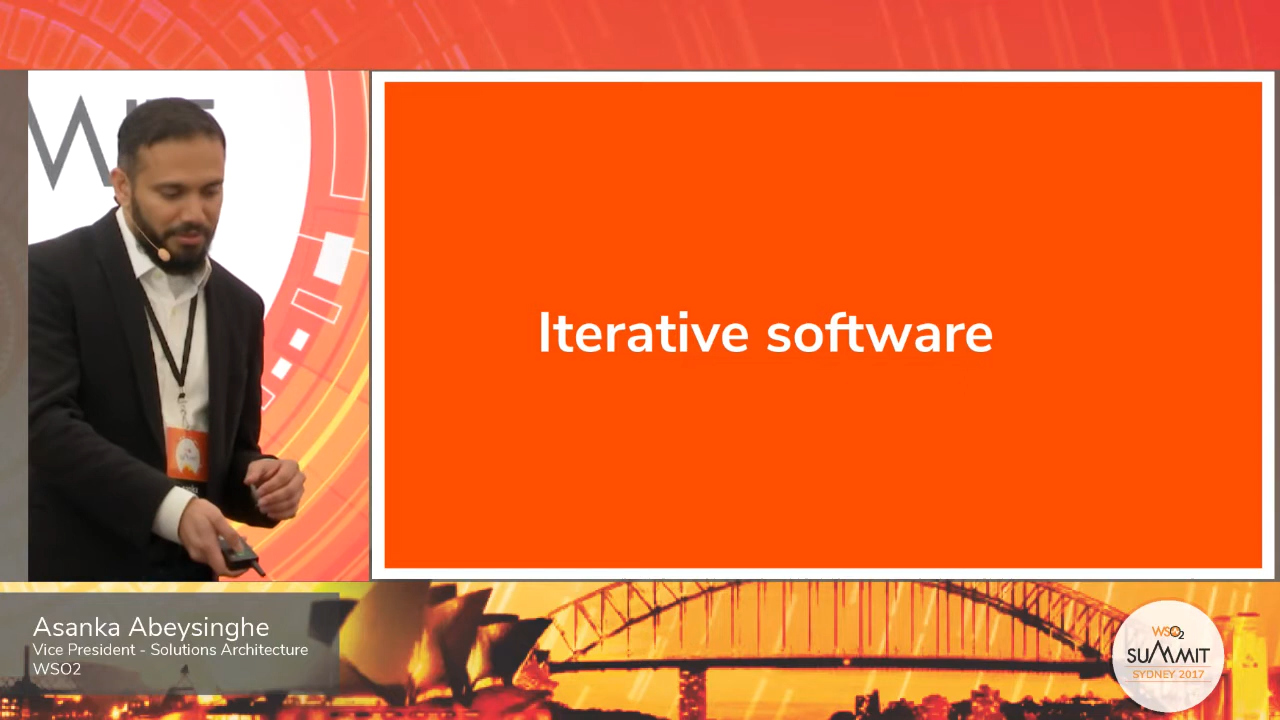 Iterative software
Asanka Abeysinghe
Vice President - Solutions Architecture
WSO2
WSO2
SUMMIT
SYDNEY 2017